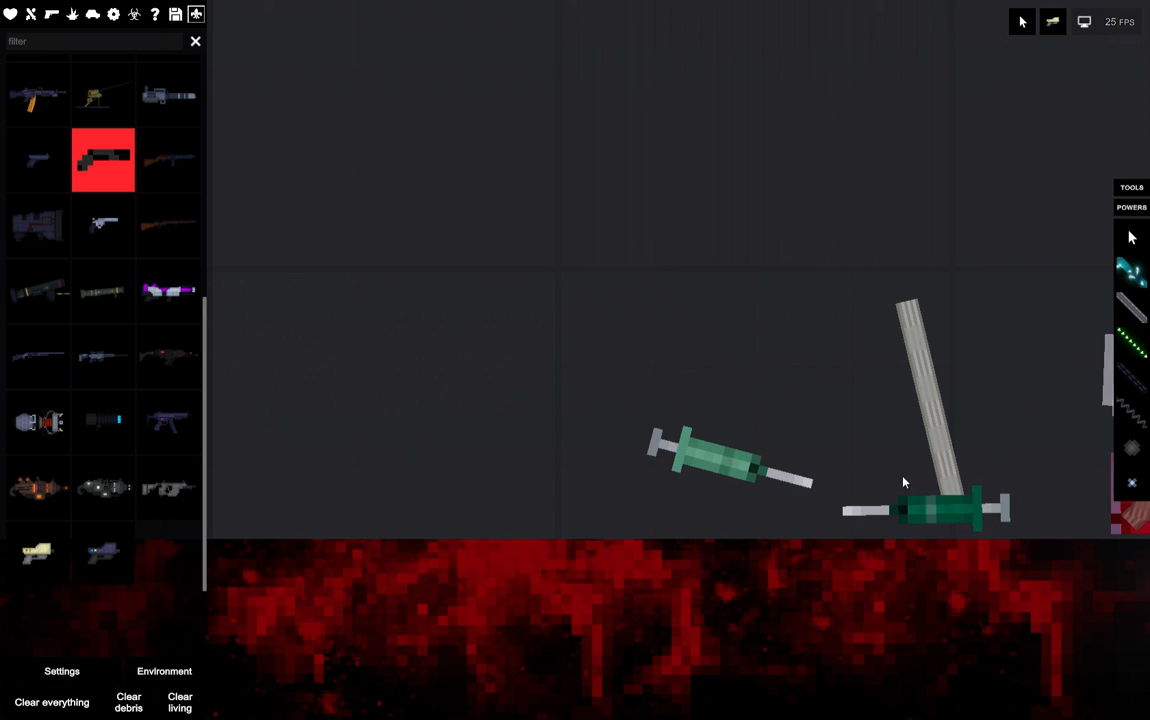 filter
25 FPS
TOOLS
POWERS
Settings
Environment
Clear everything
Clear debris
Clear living